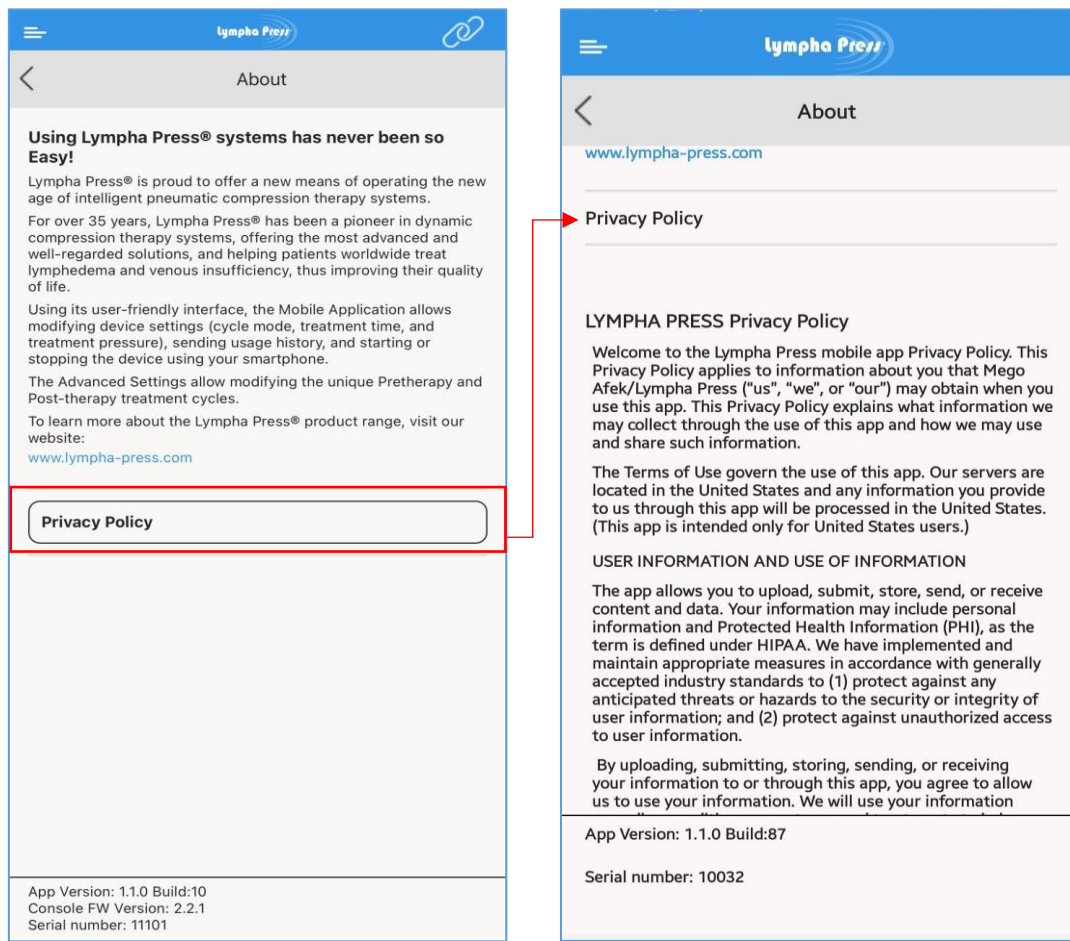 Lympha Press
About
Using Lympha Press® systems has never been so
Easy!
Lympha Press® is proud to offer a new means of operating the new
age of intelligent pneumatic compression therapy systems.
For over 35 years, Lympha Press® has been a pioneer in dynamic
compression therapy systems, offering the most advanced and
well-regarded solutions, and helping patients worldwide treat
lymphedema and venous insufficiency, thus improving their quality
of life.
Using its user-friendly interface, the Mobile Application allows
modifying device settings (cycle mode, treatment time, and
treatment pressure), sending usage history, and starting or
stopping the device using your smartphone.
The Advanced Settings allow modifying the unique Pretherapy and
Post-therapy treatment cycles.
To learn more about the Lympha Press® product range, visit our
website:
www.lympha-press.com
Privacy Policy
App Version: 1.1.0 Build:10
Console FW Version: 2.2.1
Serial number: 11101
Lympha Press
About
www.lympha-press.com
Privacy Policy
LYMPHA PRESS Privacy Policy
Welcome to the Lympha Press mobile app Privacy Policy. This
Privacy Policy applies to information about you that Mego
Afek/Lympha Press (“us”, “we”, or “our”) may obtain when you
use this app. This Privacy Policy explains what information we
may collect through the use of this app and how we may use
and share such information.
The Terms of Use govern the use of this app. Our servers are
located in the United States and any information you provide
to us through this app will be processed in the United States.
(This app is intended only for United States users.)
USER INFORMATION AND USE OF INFORMATION
The app allows you to upload, submit, store, send, or receive
content and data. Your information may include personal
information and Protected Health Information (PHI), as the
term is defined under HIPAA. We have implemented and
maintain appropriate measures in accordance with generally
accepted industry standards to (1) protect against any
anticipated threats or hazards to the security or integrity of
user information; and (2) protect against unauthorized access
to user information.
By uploading, submitting, storing, sending, or receiving
your information to or through this app, you agree to allow
us to use your information. We will use your information
App Version: 1.1.0 Build:87
Serial number: 10032